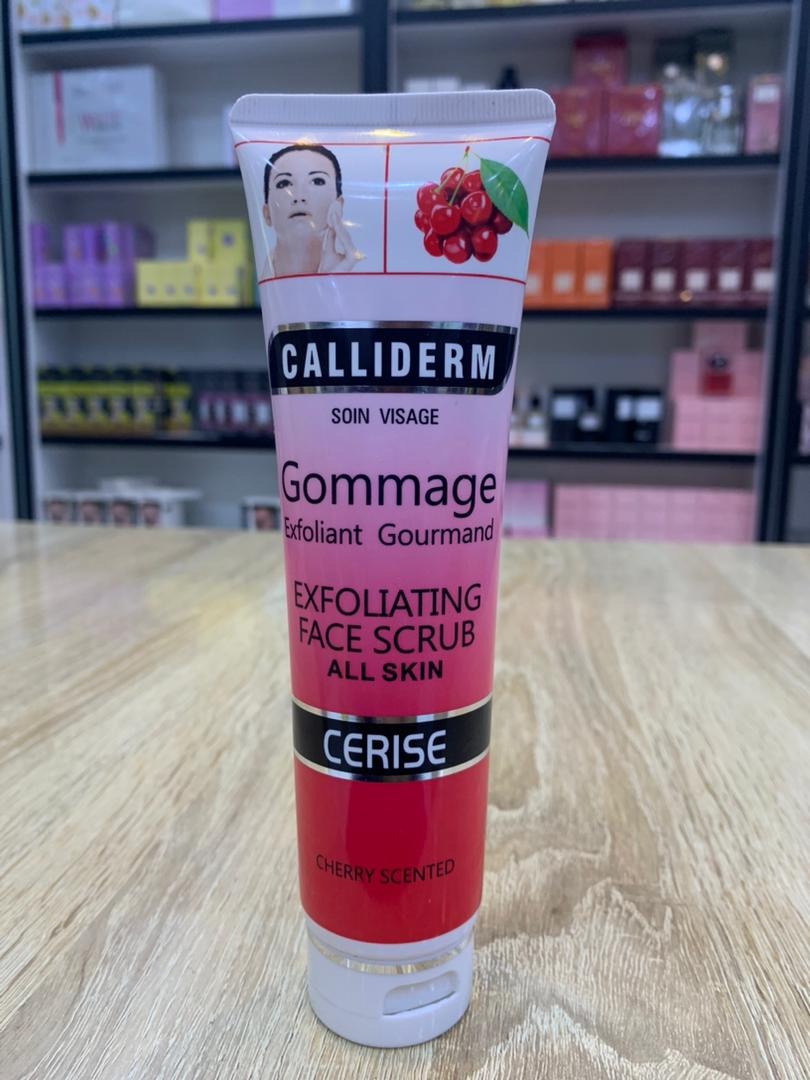 CALLIDERM
SOIN VISAGE
Gommage
Exfoliant Gourmand
EXFOLIATING
FACE SCRUB
ALL SKIN
CERISE
CHERRY SCENTED